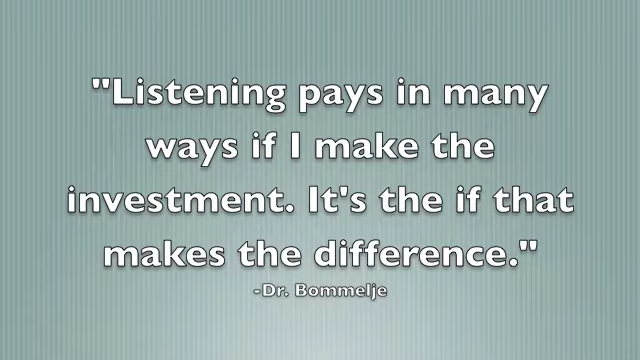 "Listening pays in many
ways if I make the
investment. It's the if that
makes the difference."
-Dr. Bommelje